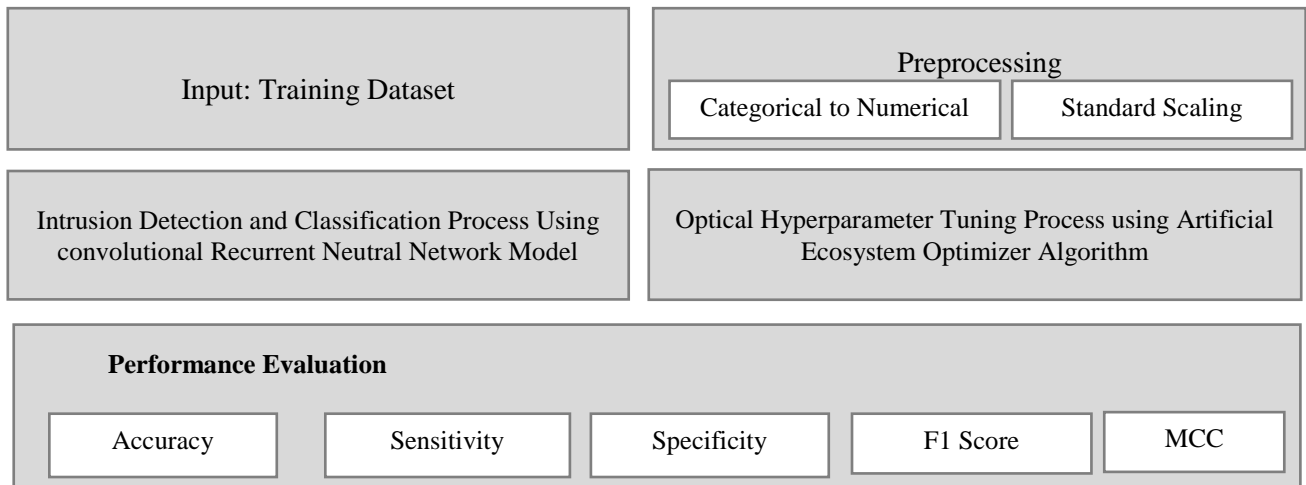 Input: Training Dataset
Preprocessing
Categorical to Numerical
Standard Scaling
Intrusion Detection and Classification Process Using
convolutional Recurrent Neutral Network Model
Optical Hyperparameter Tuning Process using Artificial
Ecosystem Optimizer Algorithm
Performance Evaluation
Accuracy
Sensitivity
Specificity
F1 Score
MCC